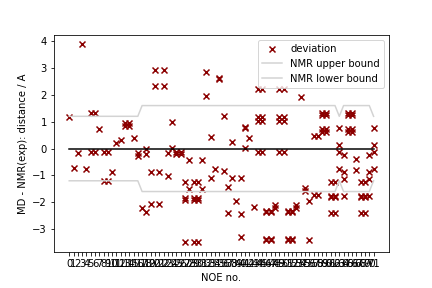 deviation
NMR upper bound
NMR lower bound
MD - NMR(exp): distance / A
4
3
2
1
0
−1
−2
−3
NOE no.